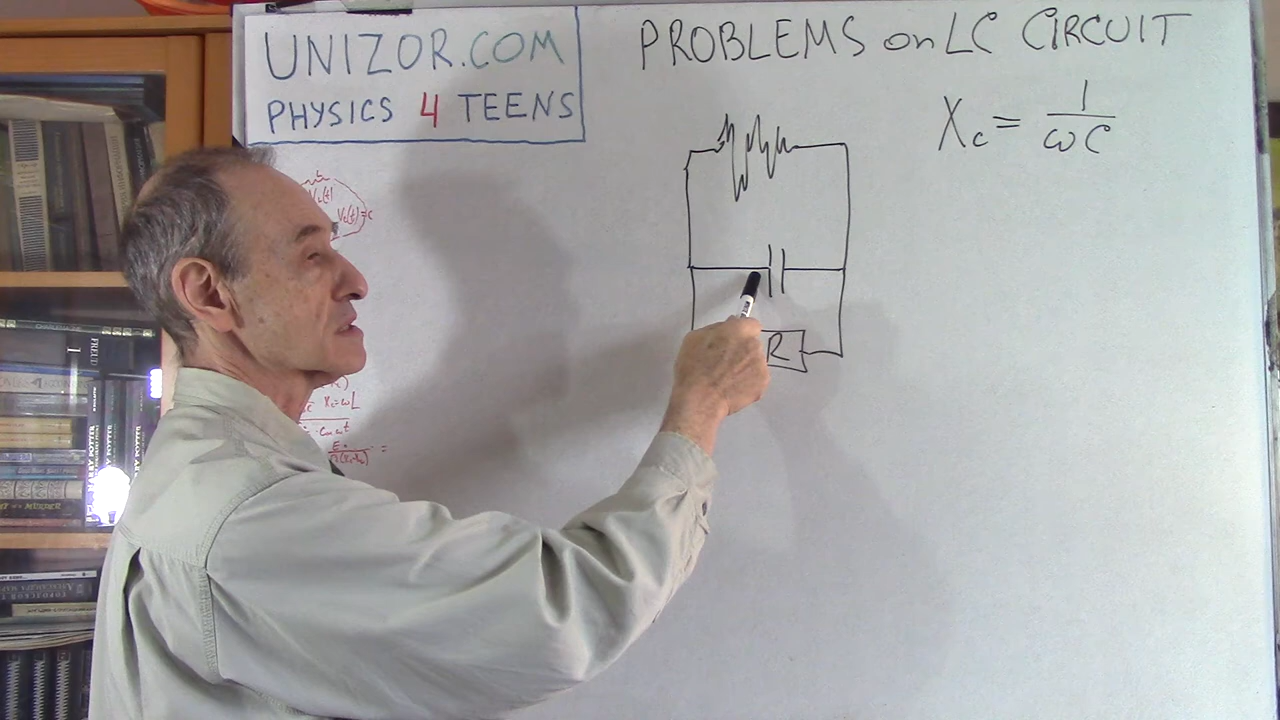 UNIZOR.COM
PHYSICS 4 TEENS
PROBLEMS on LC CIRCUIT
Xc = 1/ωC
R